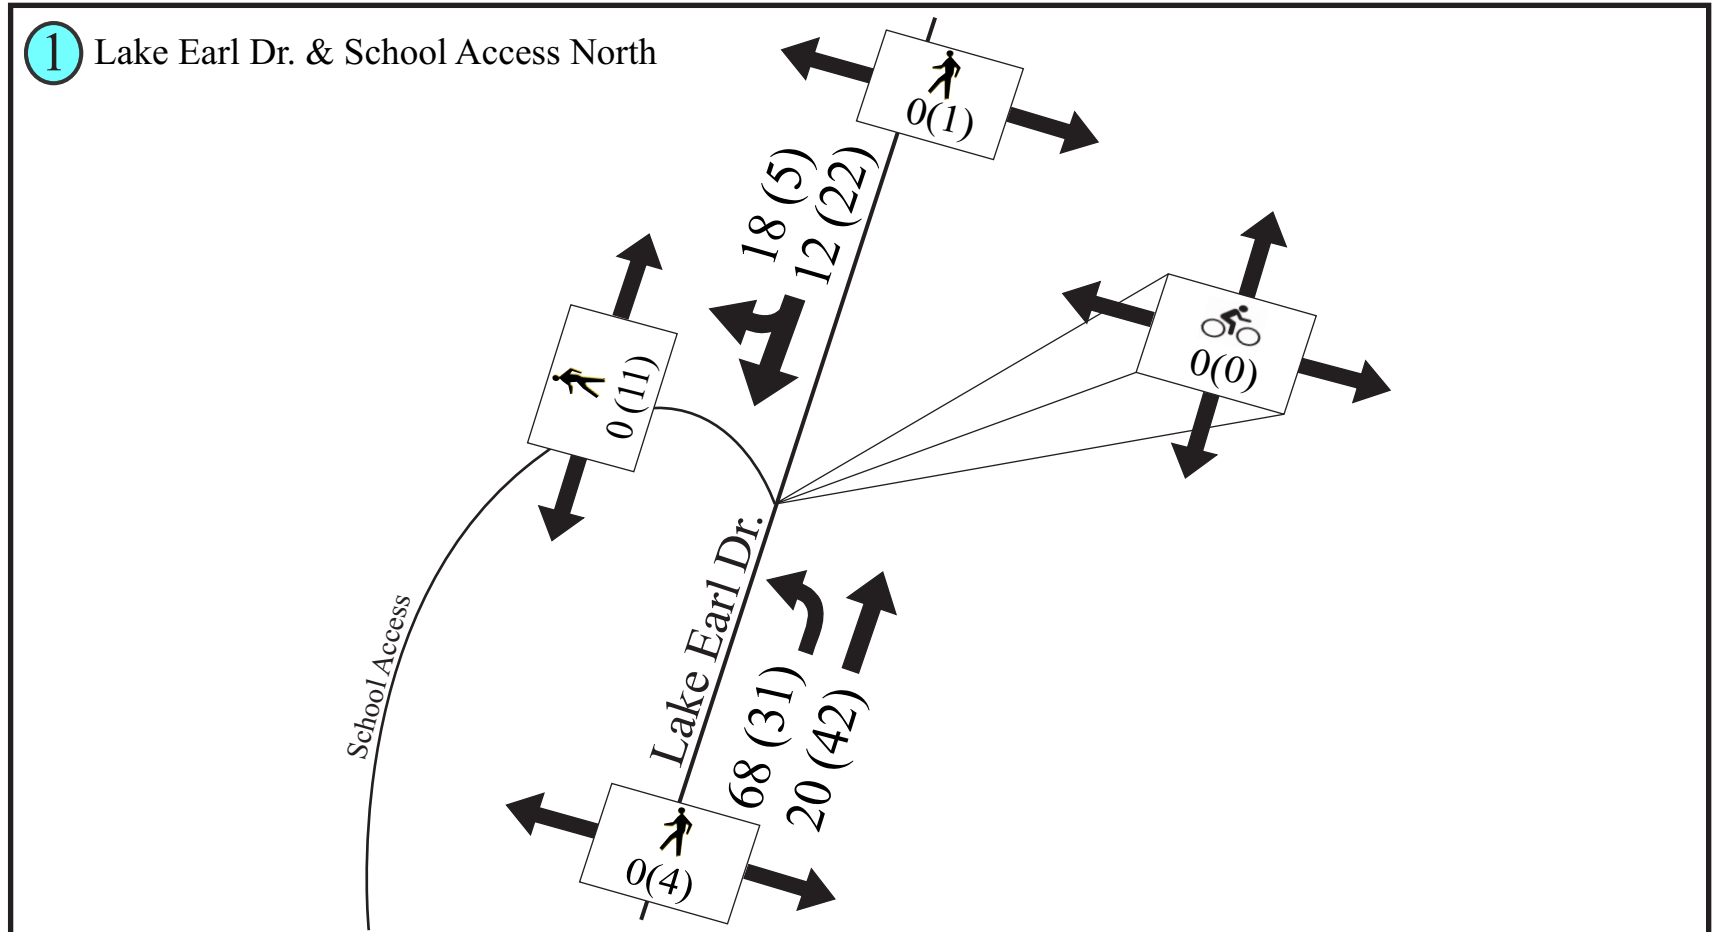 1 Lake Earl Dr. & School Access North
0(1)
18 (5)
12 (22)
0(0)
0 (11)
Lake Earl Dr.
School Access
68 (31)
20 (42)
0(4)